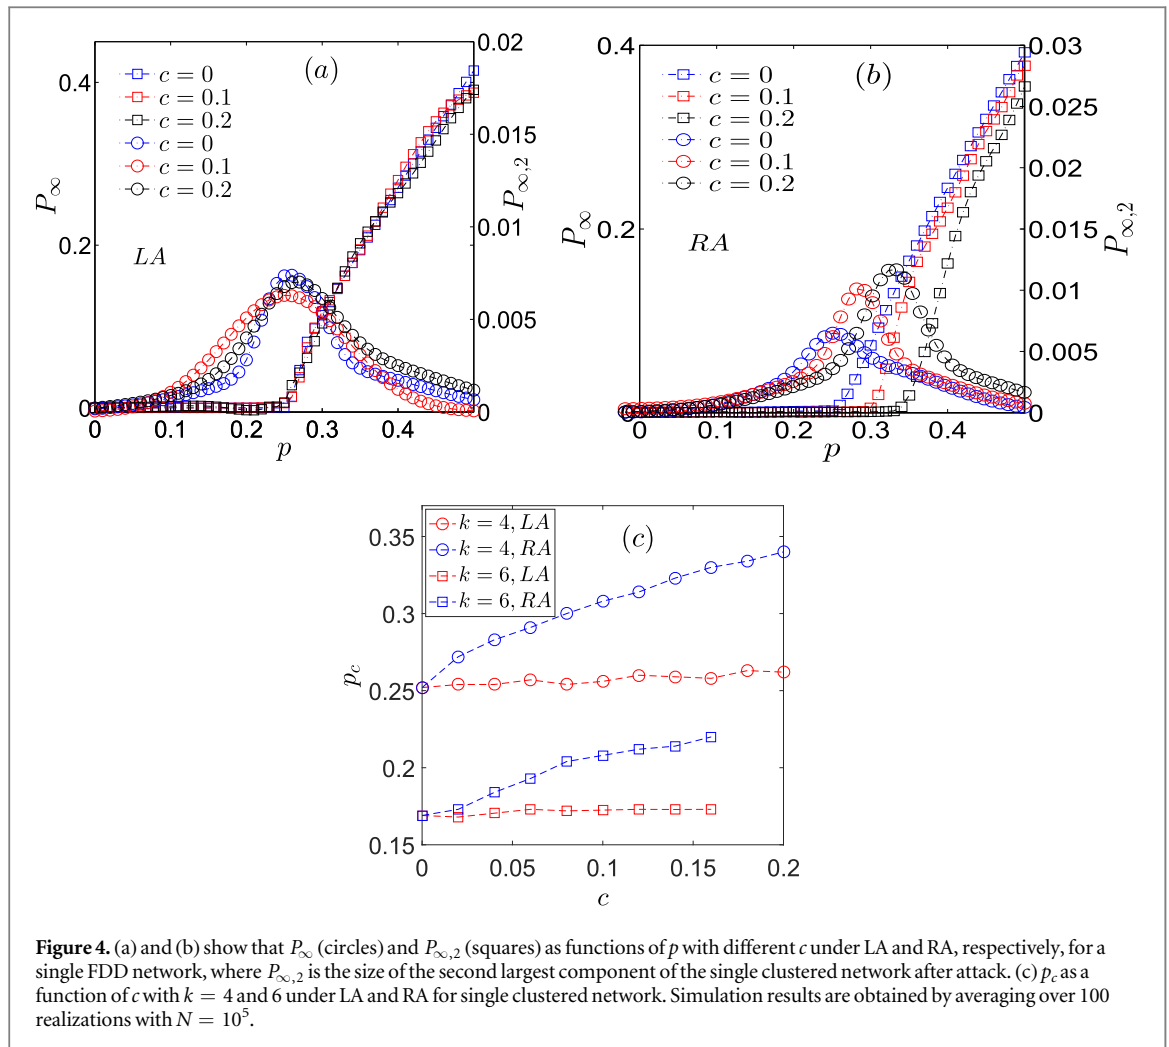 (a)
c = 0
c = 0.1
c = 0.2
c = 0
c = 0.1
c = 0.2
LA
P∞
0.4
0.2
0
0.02
0.015
0.01
0.005
0
P∞,2
0 0.1 0.2 0.3 0.4
p
(b)
c = 0
c = 0.1
c = 0.2
c = 0
c = 0.1
c = 0.2
RA
P∞
0.4
0.2
0
0.03
0.025
0.02
0.015
0.01
0.005
0
P∞,2
0 0.1 0.2 0.3 0.4
p
(c)
k = 4, LA
k = 4, RA
k = 6, LA
k = 6, RA
pc
0.35
0.3
0.25
0.2
0.15
0 0.05 0.1 0.15 0.2
c
Figure 4. (a) and (b) show that P∞ (circles) and P∞,2 (squares) as functions of p with different c under LA and RA, respectively, for a
single FDD network, where P∞,2 is the size of the second largest component of the single clustered network after attack. (c) pc as a
function of c with k = 4 and 6 under LA and RA for single clustered network. Simulation results are obtained by averaging over 100
realizations with N = 10⁵.